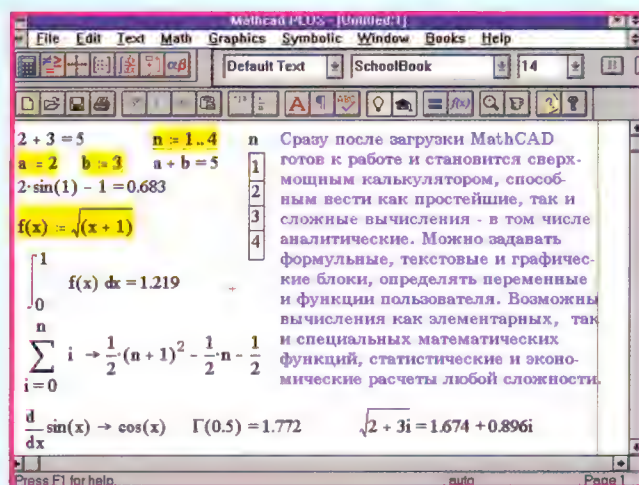 Mathcad PLUS - [Untitled:1]
File Edit Text Math Graphics Symbolic Window Books Help
Default Text SchoolBook 14 B
2 + 3 = 5 n := 1..4 n
a = 2 b := 3 a + b = 5 1
2·sin(1) − 1 = 0.683 2
f(x) := √(x + 1) 3
4
∫₀¹ f(x) dx = 1.219
n
∑ i → 1/2·(n + 1)² − 1/2·n − 1/2
i = 0
d/dx sin(x) → cos(x) Γ(0.5) = 1.772 √2 + 3i = 1.674 + 0.896i
Сразу после загрузки MathCAD
готов к работе и становится сверх-
мощным калькулятором, способ-
ным вести как простейшие, так и
сложные вычисления - в том числе
аналитические. Можно задавать
формульные, текстовые и графичес-
кие блоки, определять переменные
и функции пользователя. Возможны
вычисления как элементарных, так
и специальных математических
функций, статистические и эконо-
мические расчеты любой сложности.
Press F1 for help. auto Page 1